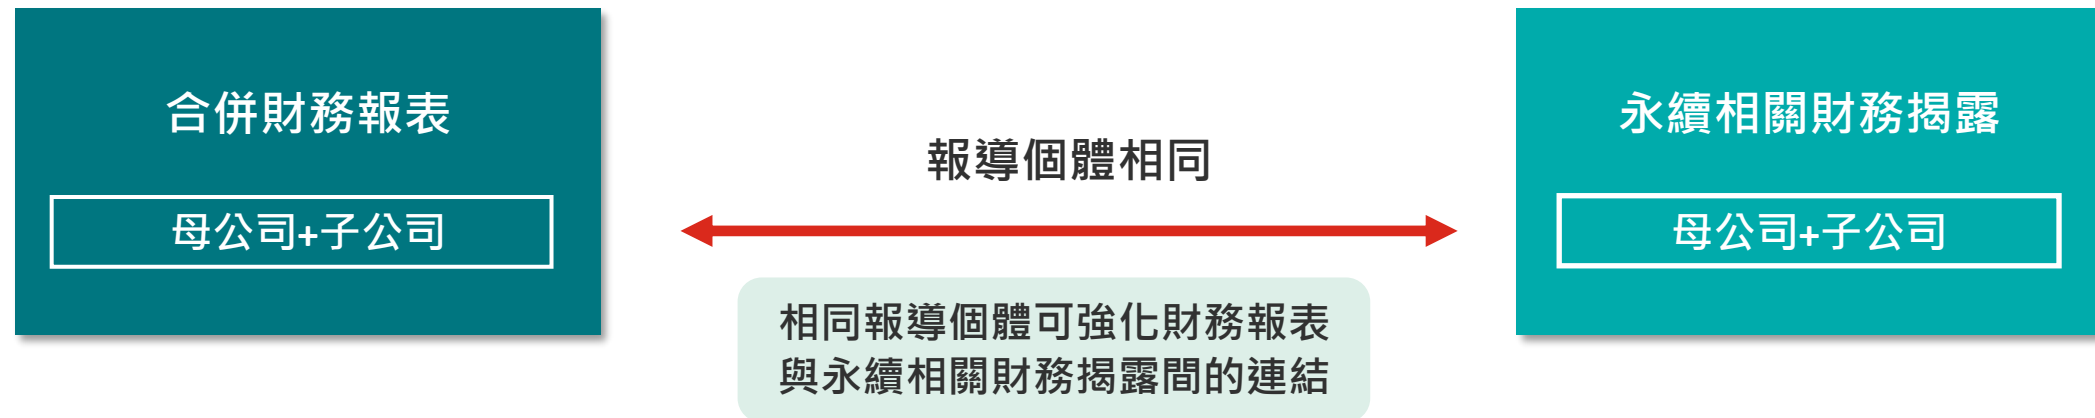 合併財務報表
母公司+子公司
報導個體相同
相同報導個體可強化財務報表
與永續相關財務揭露間的連結
永續相關財務揭露
母公司+子公司